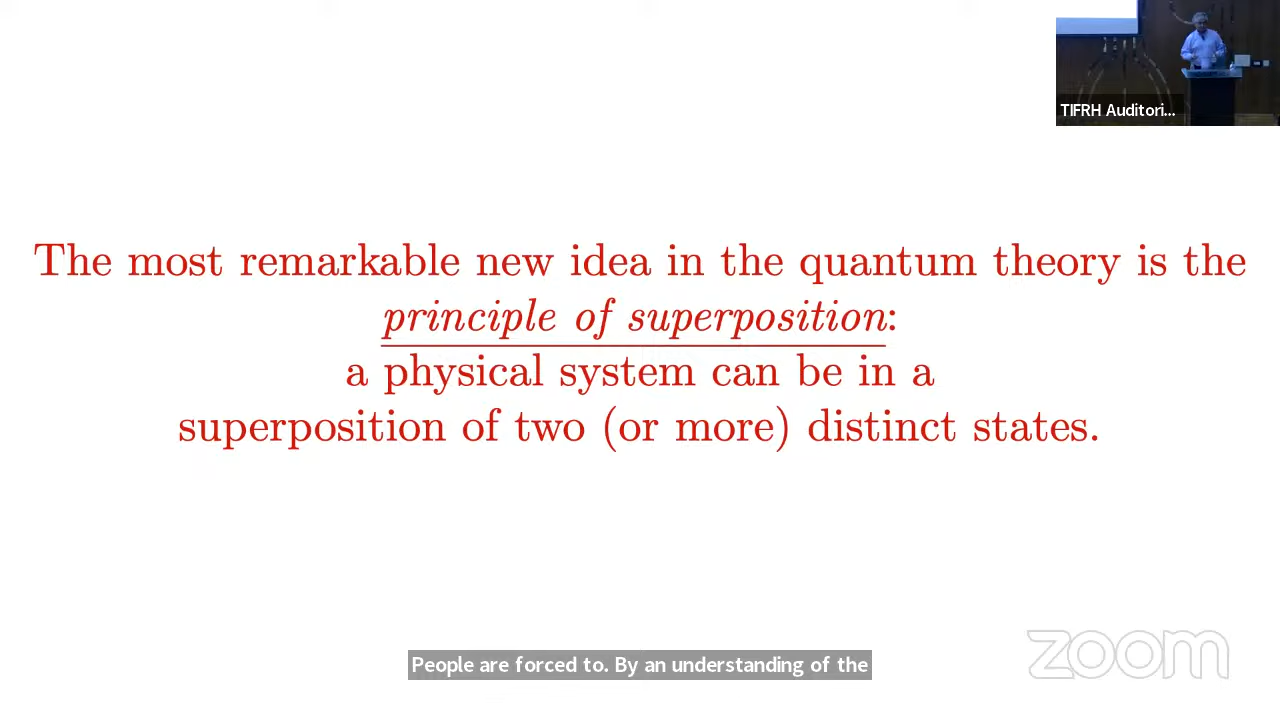 TIFRH Auditori...
The most remarkable new idea in the quantum theory is the
principle of superposition:
a physical system can be in a
superposition of two (or more) distinct states.
People are forced to. By an understanding of the
zoom